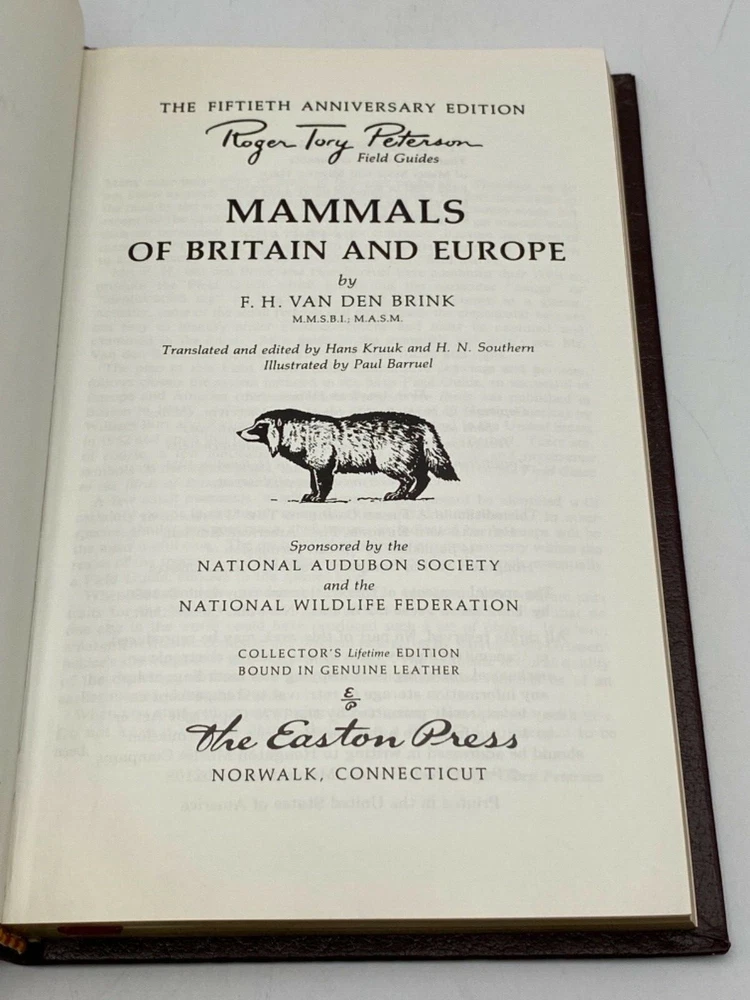 THE FIFTIETH ANNIVERSARY EDITION
Roger Tory Peterson
Field Guides
MAMMALS
OF BRITAIN AND EUROPE
by
F. H. VAN DEN BRINK
M.M.S.B.I.; M.A.S.M.
Translated and edited by Hans Kruuk and H. N. Southern
Illustrated by Paul Barruel
Sponsored by the
NATIONAL AUDUBON SOCIETY
and the
NATIONAL WILDLIFE FEDERATION
COLLECTOR'S Lifetime EDITION
BOUND IN GENUINE LEATHER
The Easton Press
NORWALK, CONNECTICUT